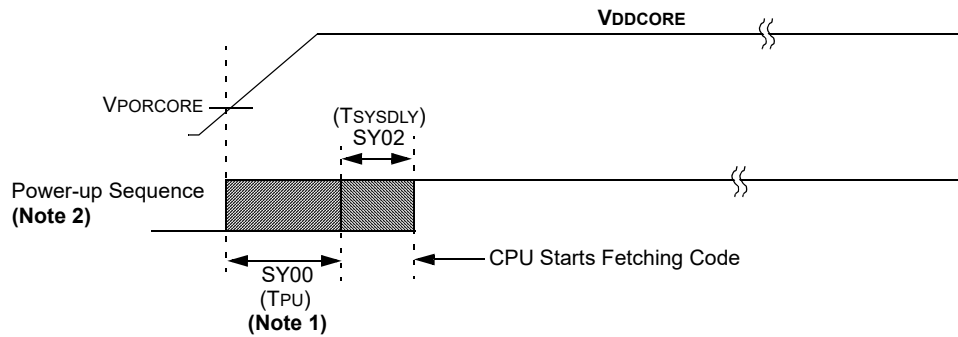 VDDCORE
VPORCORE
(TSYSDLY)
SY02
Power-up Sequence
(Note 2)
CPU Starts Fetching Code
SY00
(TPU)
(Note 1)